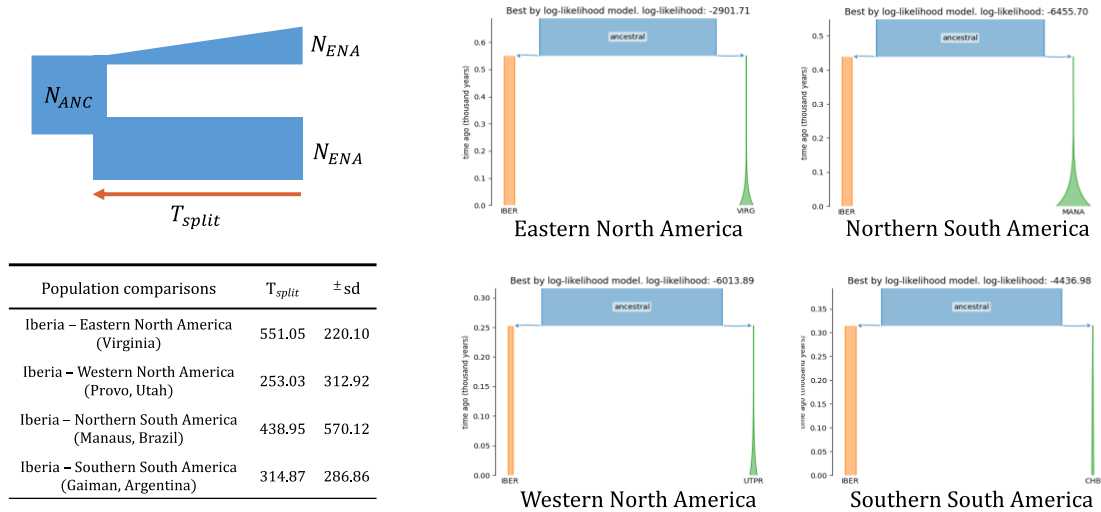 N_ENA
N_ANC
N_ENA
T_split
Population comparisons T_split ± sd
Iberia – Eastern North America
(Virginia) 551.05 220.10
Iberia – Western North America
(Provo, Utah) 253.03 312.92
Iberia – Northern South America
(Manaus, Brazil) 438.95 570.12
Iberia – Southern South America
(Gaiman, Argentina) 314.87 286.86
Best by log-likelihood model. log-likelihood: -2901.71
ancestral
time ago (thousand years)
0.6
0.5
0.4
0.3
0.2
0.1
0.0
IBER VIRG
Eastern North America
Best by log-likelihood model. log-likelihood: -6455.70
ancestral
time ago (thousand years)
0.5
0.4
0.3
0.2
0.1
0.0
IBER MANA
Northern South America
Best by log-likelihood model. log-likelihood: -6013.89
ancestral
time ago (thousand years)
0.30
0.25
0.20
0.15
0.10
0.05
0.00
IBER UTPR
Western North America
Best by log-likelihood model. log-likelihood: -4436.98
ancestral
time ago (thousand years)
0.35
0.30
0.25
0.20
0.15
0.10
0.05
0.00
IBER CHB
Southern South America